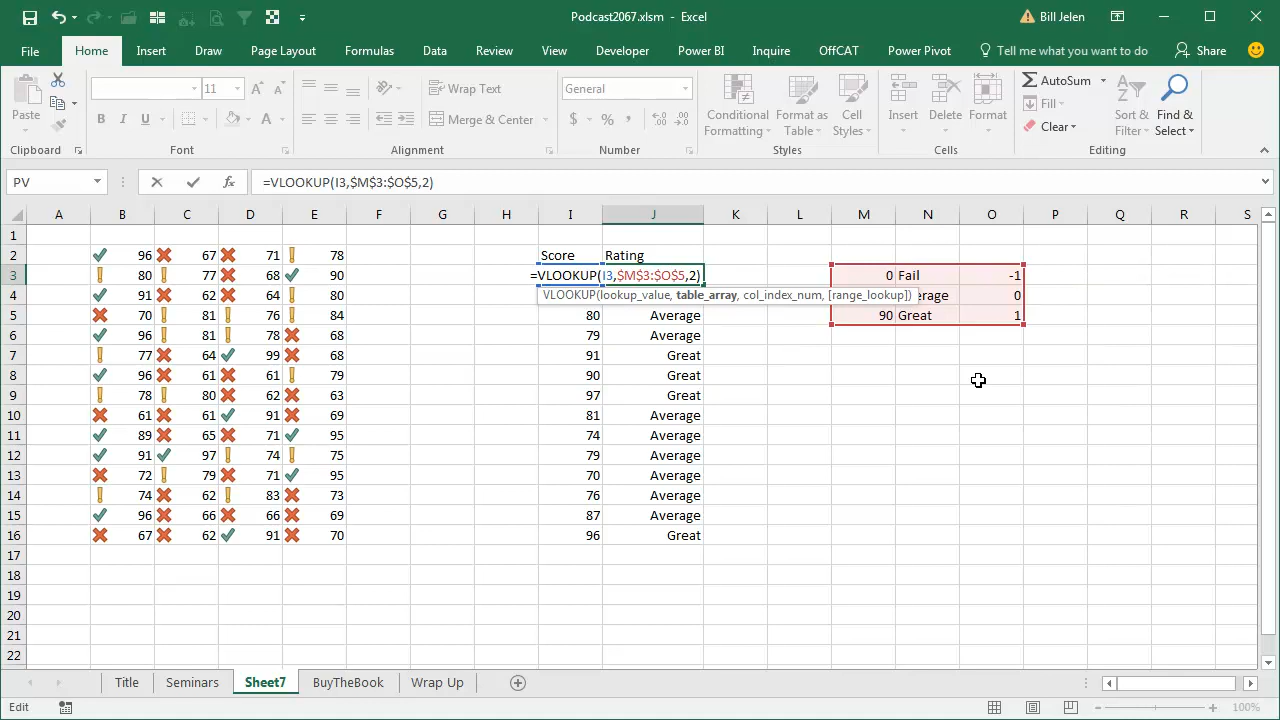 Podcast2067.xlsm - Excel
Bill Jelen
File Home Insert Draw Page Layout Formulas Data Review View Developer Power BI Inquire OffCAT Power Pivot Tell me what you want to do Share
Paste
11
Wrap Text
General
Conditional Formatting
Format as Table
Cell Styles
Insert Delete Format
AutoSum
B I U A
Merge & Center
$ % ,
Fill
Clear
Sort & Filter
Find & Select
Clipboard Font Alignment Number Styles Cells Editing
PV fx =VLOOKUP(I3,$M$3:$O$5,2)
A B C D E F G H I J K L M N O P Q R S
1
2 96 67 71 78 Score Rating
3 80 77 68 90 =VLOOKUP(I3,$M$3:$O$5,2) 0 Fail -1
4 91 62 64 80 VLOOKUP(lookup_value, table_array, col_index_num, [range_lookup]) erage 0
5 70 81 76 84 80 Average 90 Great 1
6 96 81 78 68 79 Average
7 77 64 99 68 91 Great
8 96 61 61 79 90 Great
9 78 80 62 63 97 Great
10 61 61 91 69 81 Average
11 89 65 71 95 74 Average
12 91 97 74 75 79 Average
13 72 79 71 95 70 Average
14 74 62 83 73 76 Average
15 96 66 66 69 87 Average
16 67 62 91 70 96 Great
17
18
19
20
21
22
Title Seminars Sheet7 BuyTheBook Wrap Up
Edit 100%